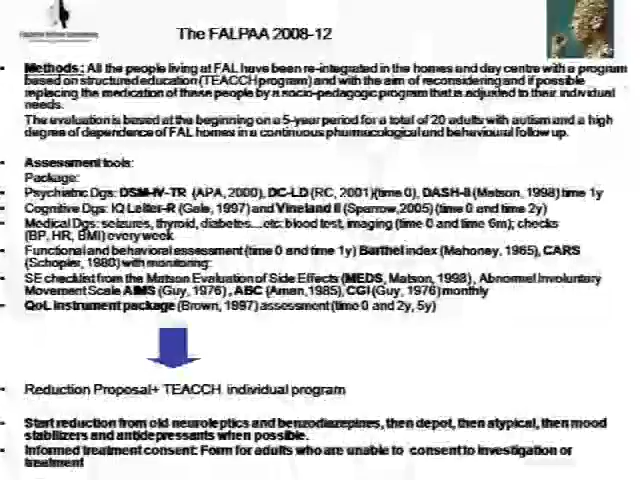 The FALPAA 2008-12
• Methods: All the people living at FAL have been re-integrated in the homes and day centre with a program
based on structured education (TEACCH program) and with the aim of reconsidering and if possible
replacing the medication of these people by a socio-pedagogic program that is adjusted to their individual
needs.
The evaluation is based at the beginning on a 5-year period for a total of 20 adults with autism and a high
degree of dependence of FAL homes in a continuous pharmacological and behavioural follow up.
• Assessment tools:
Package:
• Psychiatric Dgs: DSM-IV-TR (APA, 2000), DC-LD (RC, 2001)(time 0), DASH-II (Matson, 1998) time 1y
• Cognitive Dgs: IQ Leiter-R (Gale, 1997) and Vineland II (Sparrow,2005) (time 0 and time 2y)
• Medical Dgs: seizures, thyroid, diabetes....etc: blood test, imaging (time 0 and time 6m); checks
(BP, HR, BMI) every week
• Functional and behavioral assessment (time 0 and time 1y) Barthel index (Mahoney, 1965), CARS
(Schopler, 1980) with monitoring:
• SE checklist from the Matson Evaluation of Side Effects (MEDS, Matson, 1998), Abnormal Involuntary
Movement Scale AIMS (Guy, 1976) , ABC (Aman,1985), CGI (Guy, 1976) monthly
• QoL instrument package (Brown, 1997) assessment (time 0 and 2y, 5y)
• Reduction Proposal+ TEACCH individual program
• Start reduction from old neuroleptics and benzodiazepines, then depot, then atypical, then mood
stabilizers and antidepressants when possible.
• Informed treatment consent: Form for adults who are unable to consent to investigation or
treatment